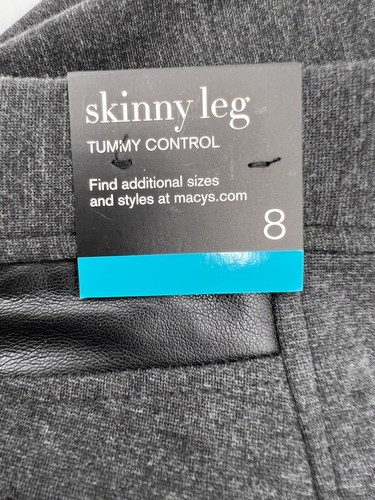 skinny leg
TUMMY CONTROL
Find additional sizes
and styles at macys.com
8